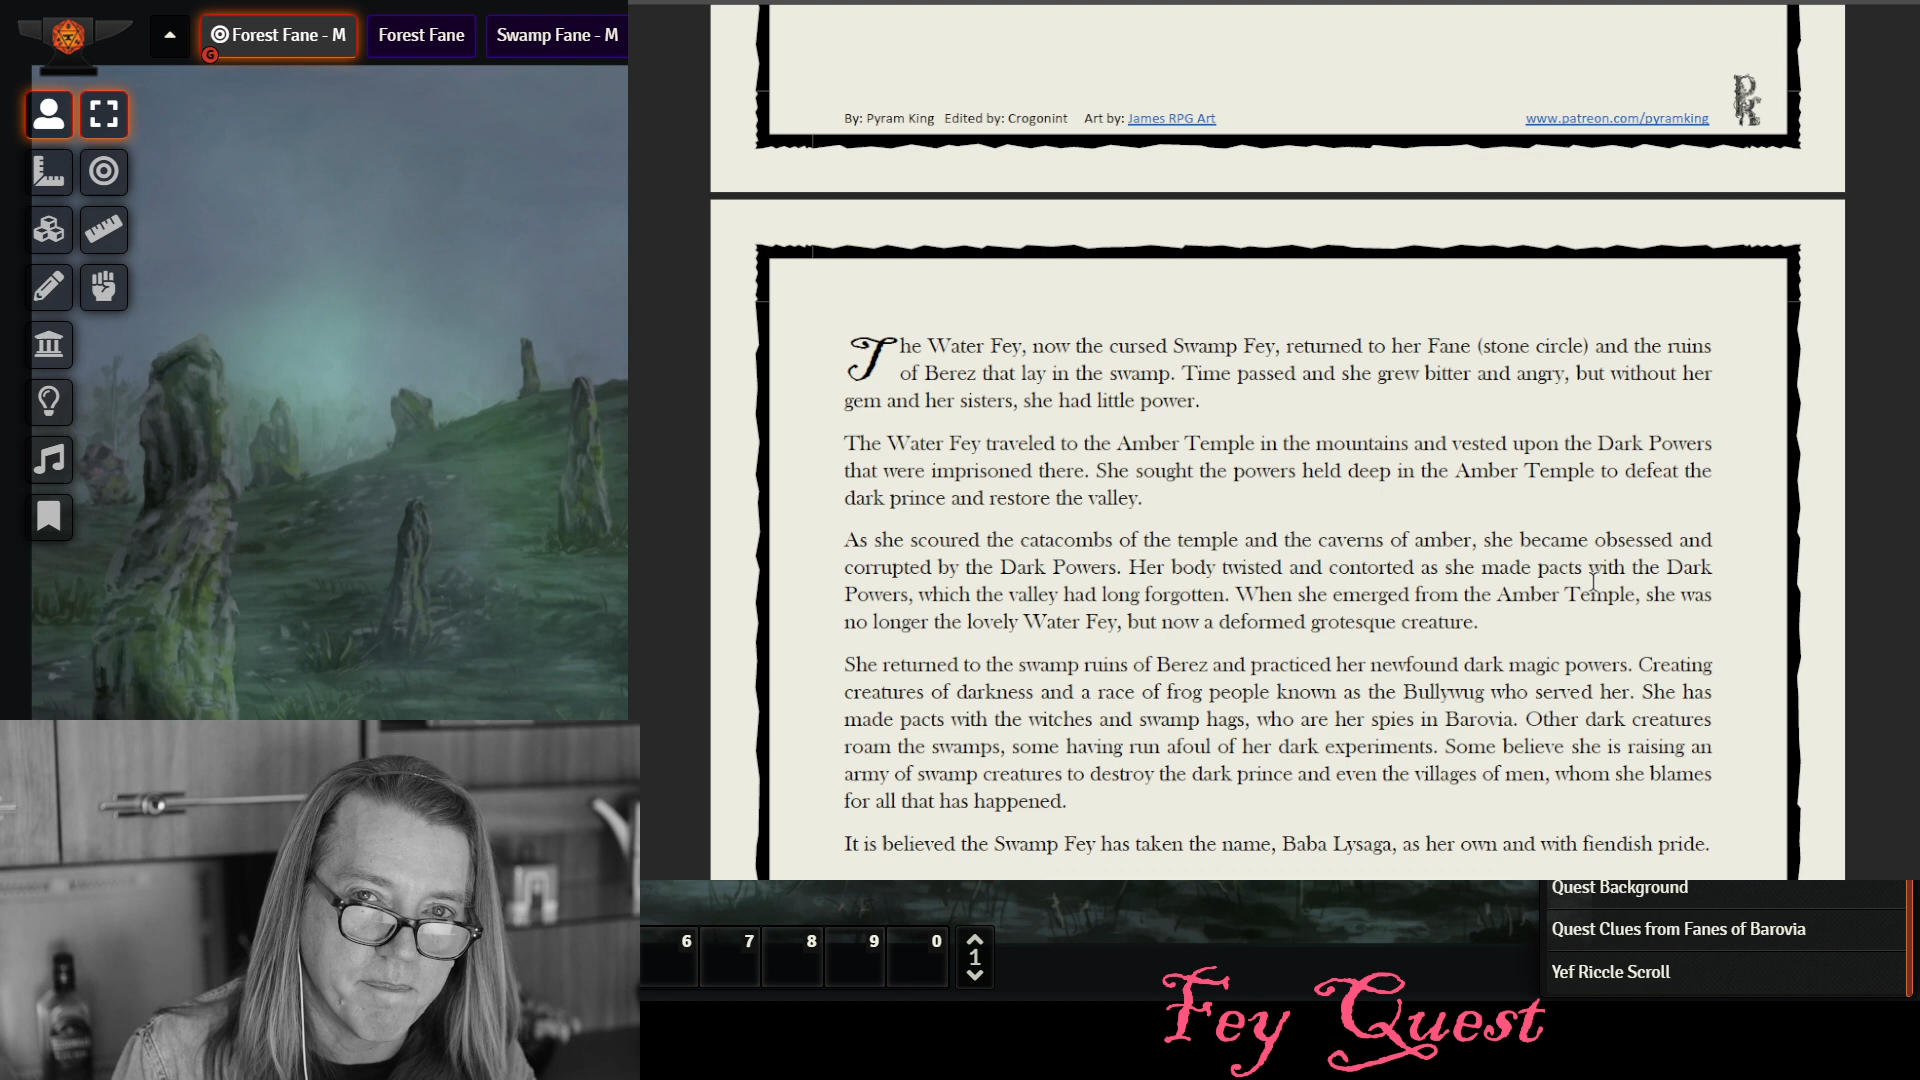 Forest Fane - M
Forest Fane
Swamp Fane - M
G
By: Pyram King Edited by: Crogonint Art by: James RPG Art
www.patreon.com/pyramking
PK
The Water Fey, now the cursed Swamp Fey, returned to her Fane (stone circle) and the ruins
of Berez that lay in the swamp. Time passed and she grew bitter and angry, but without her
gem and her sisters, she had little power.
The Water Fey traveled to the Amber Temple in the mountains and vested upon the Dark Powers
that were imprisoned there. She sought the powers held deep in the Amber Temple to defeat the
dark prince and restore the valley.
As she scoured the catacombs of the temple and the caverns of amber, she became obsessed and
corrupted by the Dark Powers. Her body twisted and contorted as she made pacts with the Dark
Powers, which the valley had long forgotten. When she emerged from the Amber Temple, she was
no longer the lovely Water Fey, but now a deformed grotesque creature.
She returned to the swamp ruins of Berez and practiced her newfound dark magic powers. Creating
creatures of darkness and a race of frog people known as the Bullywug who served her. She has
made pacts with the witches and swamp hags, who are her spies in Barovia. Other dark creatures
roam the swamps, some having run afoul of her dark experiments. Some believe she is raising an
army of swamp creatures to destroy the dark prince and even the villages of men, whom she blames
for all that has happened.
It is believed the Swamp Fey has taken the name, Baba Lysaga, as her own and with fiendish pride.
Quest Background
Quest Clues from Fanes of Barovia
Yef Riccle Scroll
6 7 8 9 0
1
Fey Quest